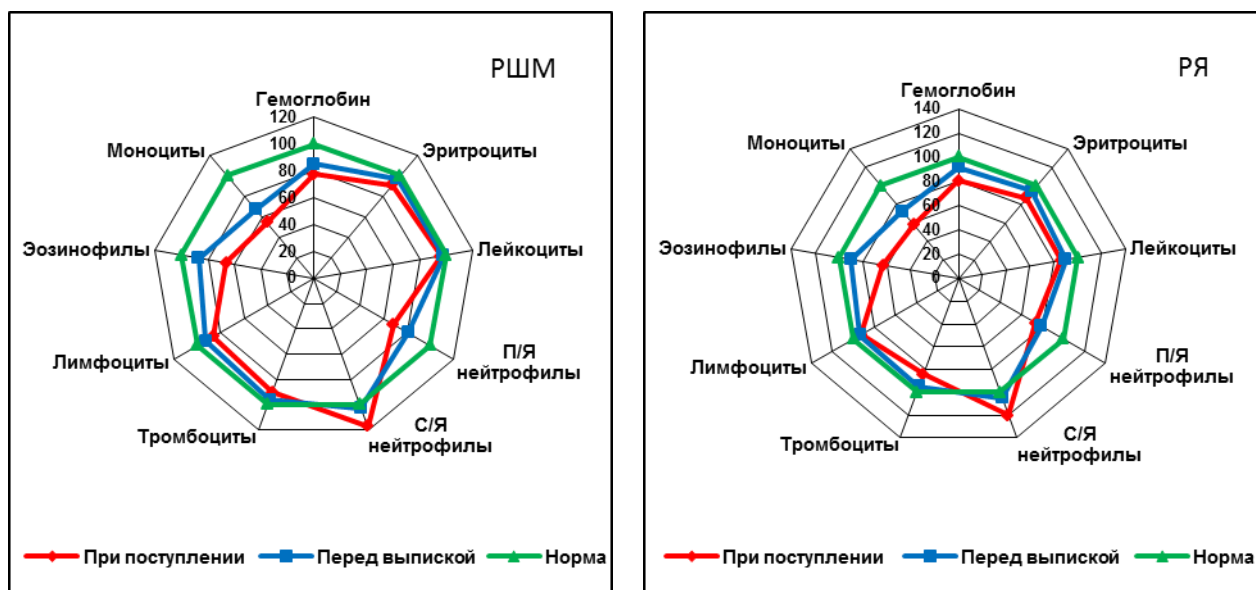 РШМ
Гемоглобин
120
100
80
60
40
20
0
Эритроциты
Лейкоциты
П/Я
нейтрофилы
С/Я
нейтрофилы
Тромбоциты
Лимфоциты
Эозинофилы
Моноциты
При поступлении
Перед выпиской
Норма
РЯ
Гемоглобин
140
120
100
80
60
40
20
0
Эритроциты
Лейкоциты
П/Я
нейтрофилы
С/Я
нейтрофилы
Тромбоциты
Лимфоциты
Эозинофилы
Моноциты
При поступлении
Перед выпиской
Норма